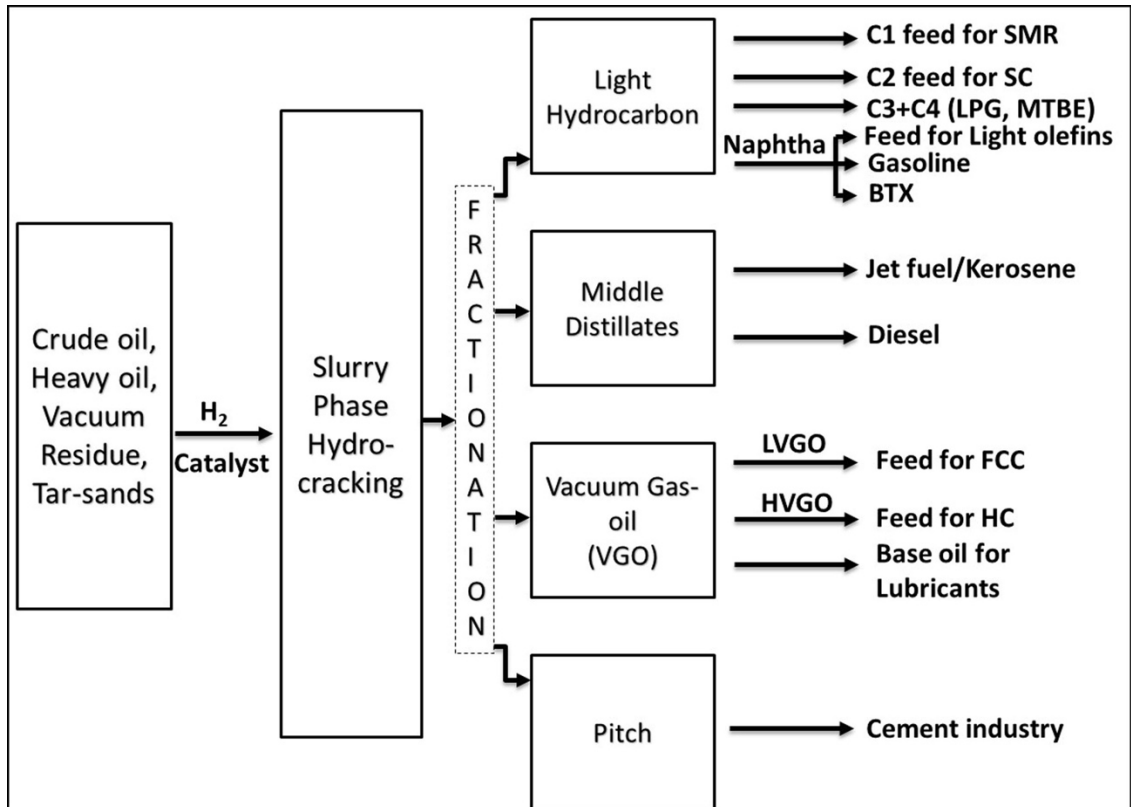 Crude oil,
Heavy oil,
Vacuum
Residue,
Tar-sands
H₂
Catalyst
Slurry
Phase
Hydro-
cracking
FRACTIONATION
Light
Hydrocarbon
C1 feed for SMR
C2 feed for SC
C3+C4 (LPG, MTBE)
Naphtha
Feed for Light olefins
Gasoline
BTX
Middle
Distillates
Jet fuel/Kerosene
Diesel
Vacuum Gas-
oil
(VGO)
LVGO
Feed for FCC
HVGO
Feed for HC
Base oil for
Lubricants
Pitch
Cement industry